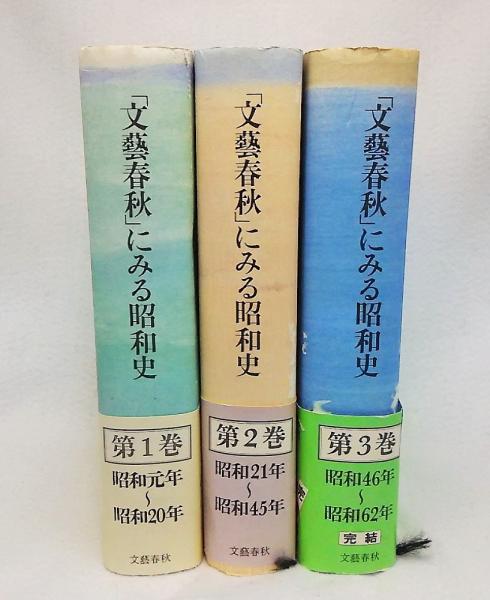 「文藝春秋」にみる昭和史
第1巻
昭和元年
～
昭和20年
文藝春秋
「文藝春秋」にみる昭和史
第2巻
昭和21年
～
昭和45年
文藝春秋
「文藝春秋」にみる昭和史
第3巻
昭和46年
～
昭和62年
完結
文藝春秋